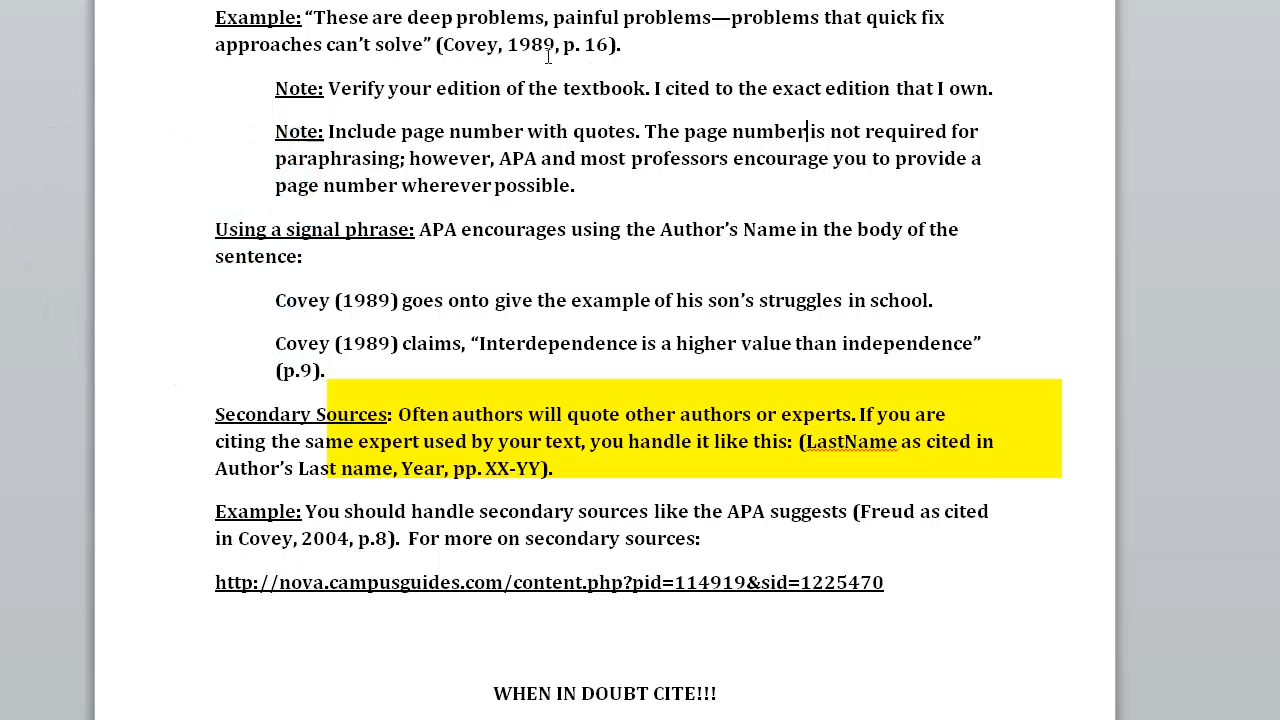 Example: “These are deep problems, painful problems—problems that quick fix
approaches can’t solve” (Covey, 1989, p. 16).
Note: Verify your edition of the textbook. I cited to the exact edition that I own.
Note: Include page number with quotes. The page number is not required for
paraphrasing; however, APA and most professors encourage you to provide a
page number wherever possible.
Using a signal phrase: APA encourages using the Author’s Name in the body of the
sentence:
Covey (1989) goes onto give the example of his son’s struggles in school.
Covey (1989) claims, “Interdependence is a higher value than independence”
(p.9).
Secondary Sources: Often authors will quote other authors or experts. If you are
citing the same expert used by your text, you handle it like this: (LastName as cited in
Author’s Last name, Year, pp. XX-YY).
Example: You should handle secondary sources like the APA suggests (Freud as cited
in Covey, 2004, p.8).  For more on secondary sources:
http://nova.campusguides.com/content.php?pid=114919&sid=1225470
WHEN IN DOUBT CITE!!!